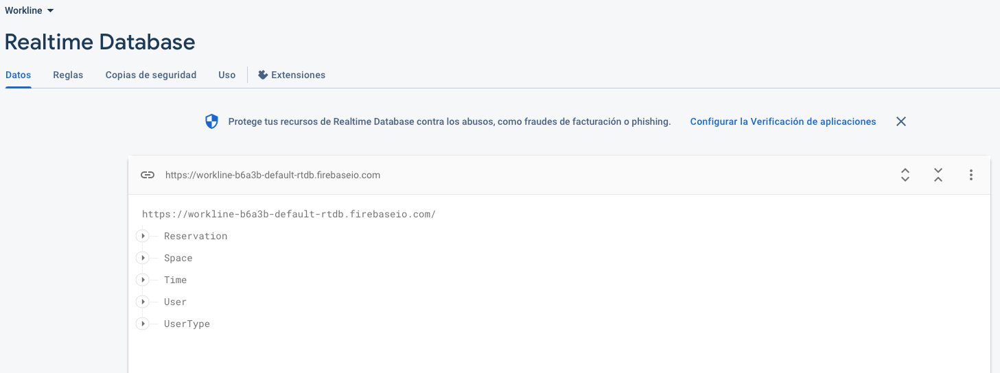 Workline
Realtime Database
Datos Reglas Copias de seguridad Uso Extensiones
Protege tus recursos de Realtime Database contra los abusos, como fraudes de facturación o phishing. Configurar la Verificación de aplicaciones
https://workline-b6a3b-default-rtdb.firebaseio.com
https://workline-b6a3b-default-rtdb.firebaseio.com/
Reservation
Space
Time
User
UserType